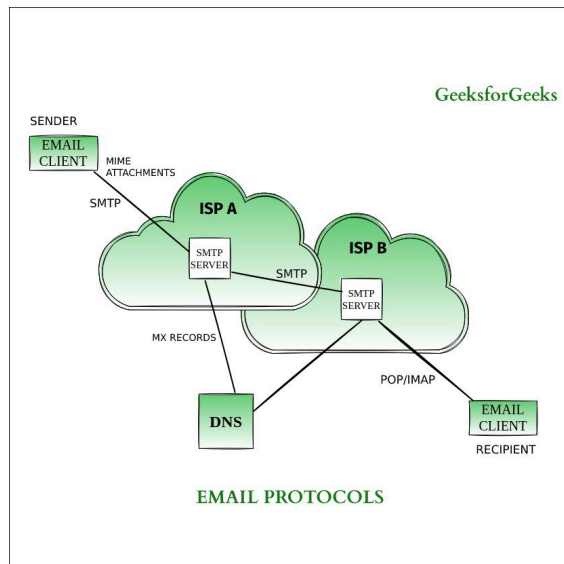 GeeksforGeeks
SENDER
EMAIL
CLIENT
MIME
ATTACHMENTS
SMTP
ISP A
ISP B
SMTP
SERVER
SMTP
SMTP
SERVER
MX RECORDS
POP/IMAP
DNS
EMAIL
CLIENT
RECIPIENT
EMAIL PROTOCOLS